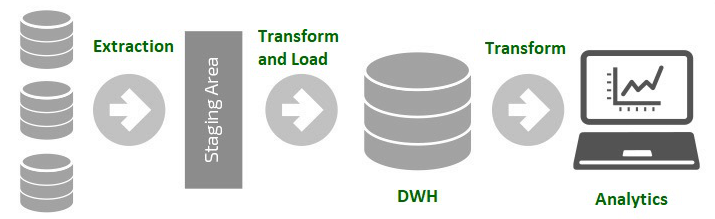 Extraction
Staging Area
Transform
and Load
DWH
Transform
Analytics